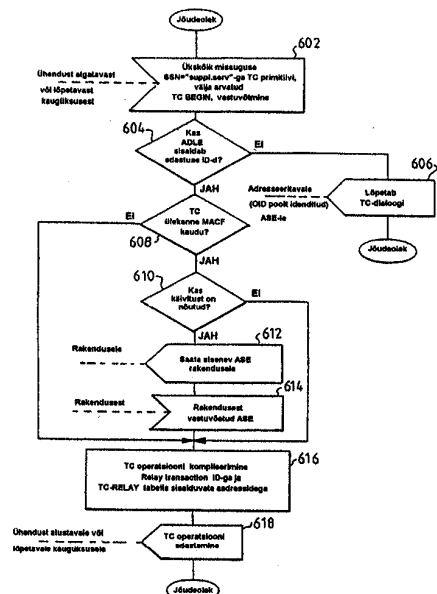 Jõudeolek
602
Ükskõik missuguse
SSN="suppl.serv"-ga TC primitiivi,
välja arvatud
TC BEGIN, vastuvõtmine
Ühendust algatavast
või lõpetavast
kaugüksusest
604
Kas
ADLE
sisaldab
edastuse ID-d?
EI
JAH
606
Lõpetab
TC-dialoogi
Adresseeritavale
(OID poolt identitud)
ASE-le
Jõudeolek
EI
TC
ülekanne MACF
kaudu?
608
JAH
610
Kas
käivitust on
nõutud?
EI
JAH
612
Saata sisenev ASE
rakendusele
Rakendusele
614
Rakendusest
vastuvõetud ASE
Rakendusest
616
TC operatsiooni kompileerimine
Relay transaction ID-ga ja
TC-RELAY tabelis sisalduvate aadressidega
618
TC operatsiooni
edastamine
Ühendust alustavale või
lõpetavale kaugüksusele
Jõudeolek